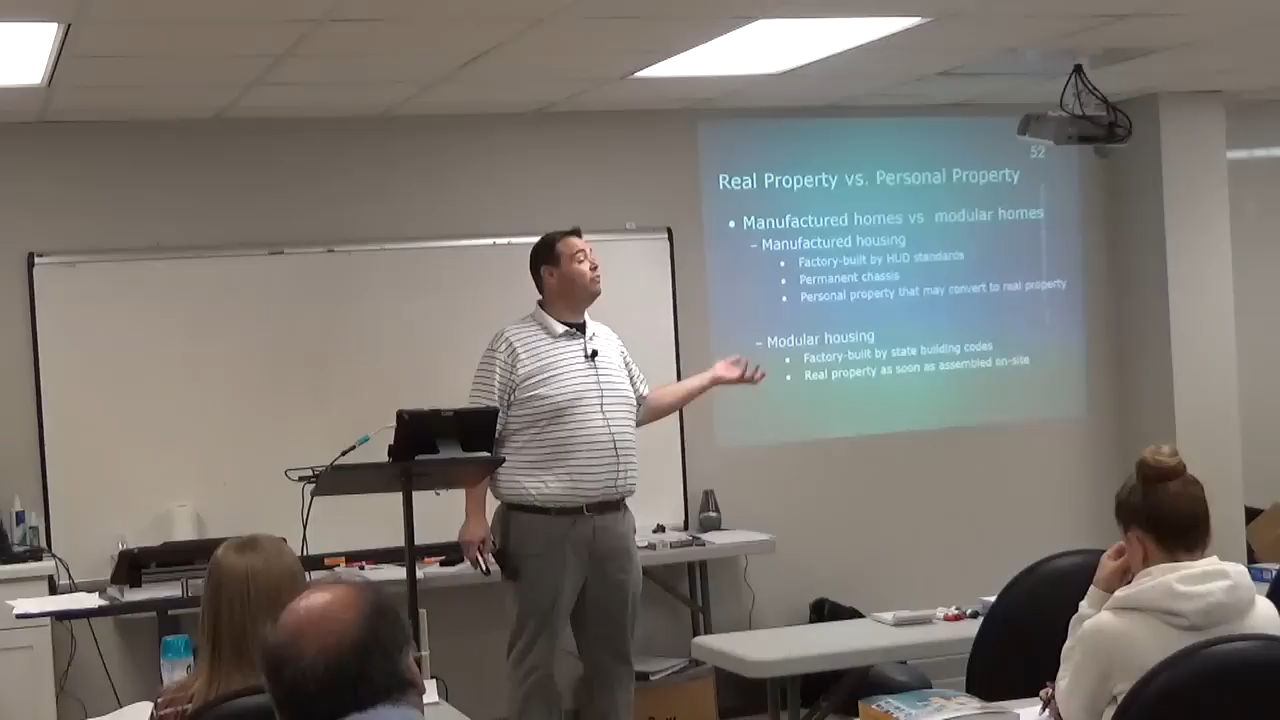 52
Real Property vs. Personal Property
• Manufactured homes vs modular homes
– Manufactured housing
• Factory-built by HUD standards
• Permanent chassis
• Personal property that may convert to real property
– Modular housing
• Factory-built by state building codes
• Real property as soon as assembled on-site